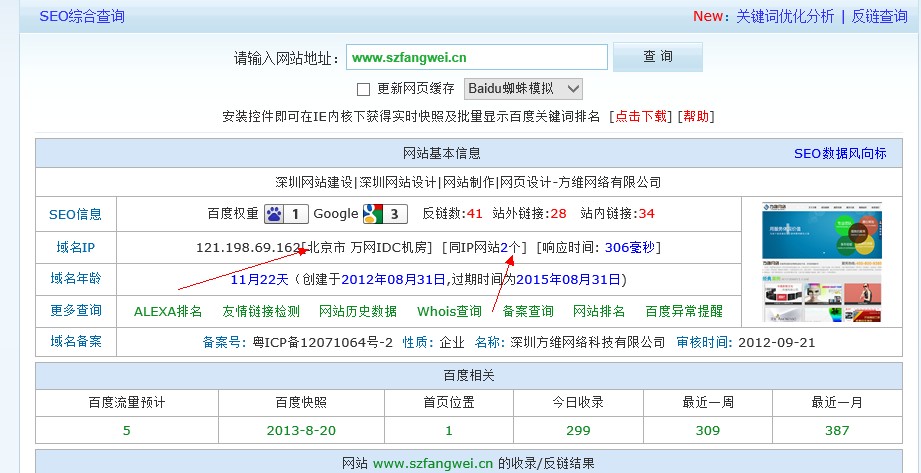 SEO综合查询 New：关键词优化分析 | 反链查询
请输入网站地址： www.szfangwei.cn 查 询
更新网页缓存 Baidu蜘蛛模拟
安装控件即可在IE内核下获得实时快照及批量显示百度关键词排名 [点击下载] [帮助]
网站基本信息 SEO数据风向标
深圳网站建设|深圳网站设计|网站制作|网页设计-方维网络有限公司
SEO信息 百度权重 1 Google 3 反链数:41 站外链接:28 站内链接:34
域名IP 121.198.69.162[北京市 万网IDC机房] [同IP网站2个] [响应时间: 306毫秒]
域名年龄 11月22天（创建于2012年08月31日,过期时间为2015年08月31日)
更多查询 ALEXA排名 友情链接检测 网站历史数据 Whois查询 备案查询 网站排名 百度异常提醒
域名备案 备案号: 粤ICP备12071064号-2 性质: 企业 名称: 深圳方维网络科技有限公司 审核时间: 2012-09-21
百度相关
百度流量预计 百度快照 首页位置 今日收录 最近一周 最近一月
5 2013-8-20 1 299 309 387
网站 www.szfangwei.cn 的收录/反链结果